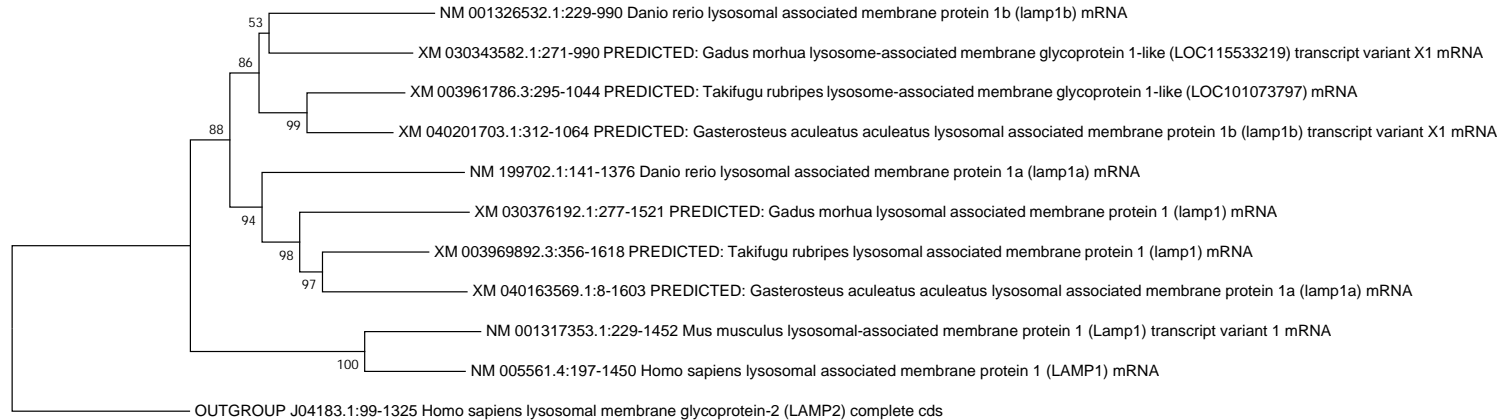 NM 001326532.1:229-990 Danio rerio lysosomal associated membrane protein 1b (lamp1b) mRNA
53
XM 030343582.1:271-990 PREDICTED: Gadus morhua lysosome-associated membrane glycoprotein 1-like (LOC115533219) transcript variant X1 mRNA
86
XM 003961786.3:295-1044 PREDICTED: Takifugu rubripes lysosome-associated membrane glycoprotein 1-like (LOC101073797) mRNA
99
XM 040201703.1:312-1064 PREDICTED: Gasterosteus aculeatus aculeatus lysosomal associated membrane protein 1b (lamp1b) transcript variant X1 mRNA
88
NM 199702.1:141-1376 Danio rerio lysosomal associated membrane protein 1a (lamp1a) mRNA
94
XM 030376192.1:277-1521 PREDICTED: Gadus morhua lysosomal associated membrane protein 1 (lamp1) mRNA
98
XM 003969892.3:356-1618 PREDICTED: Takifugu rubripes lysosomal associated membrane protein 1 (lamp1) mRNA
97
XM 040163569.1:8-1603 PREDICTED: Gasterosteus aculeatus aculeatus lysosomal associated membrane protein 1a (lamp1a) mRNA
NM 001317353.1:229-1452 Mus musculus lysosomal-associated membrane protein 1 (Lamp1) transcript variant 1 mRNA
100
NM 005561.4:197-1450 Homo sapiens lysosomal associated membrane protein 1 (LAMP1) mRNA
OUTGROUP J04183.1:99-1325 Homo sapiens lysosomal membrane glycoprotein-2 (LAMP2) complete cds